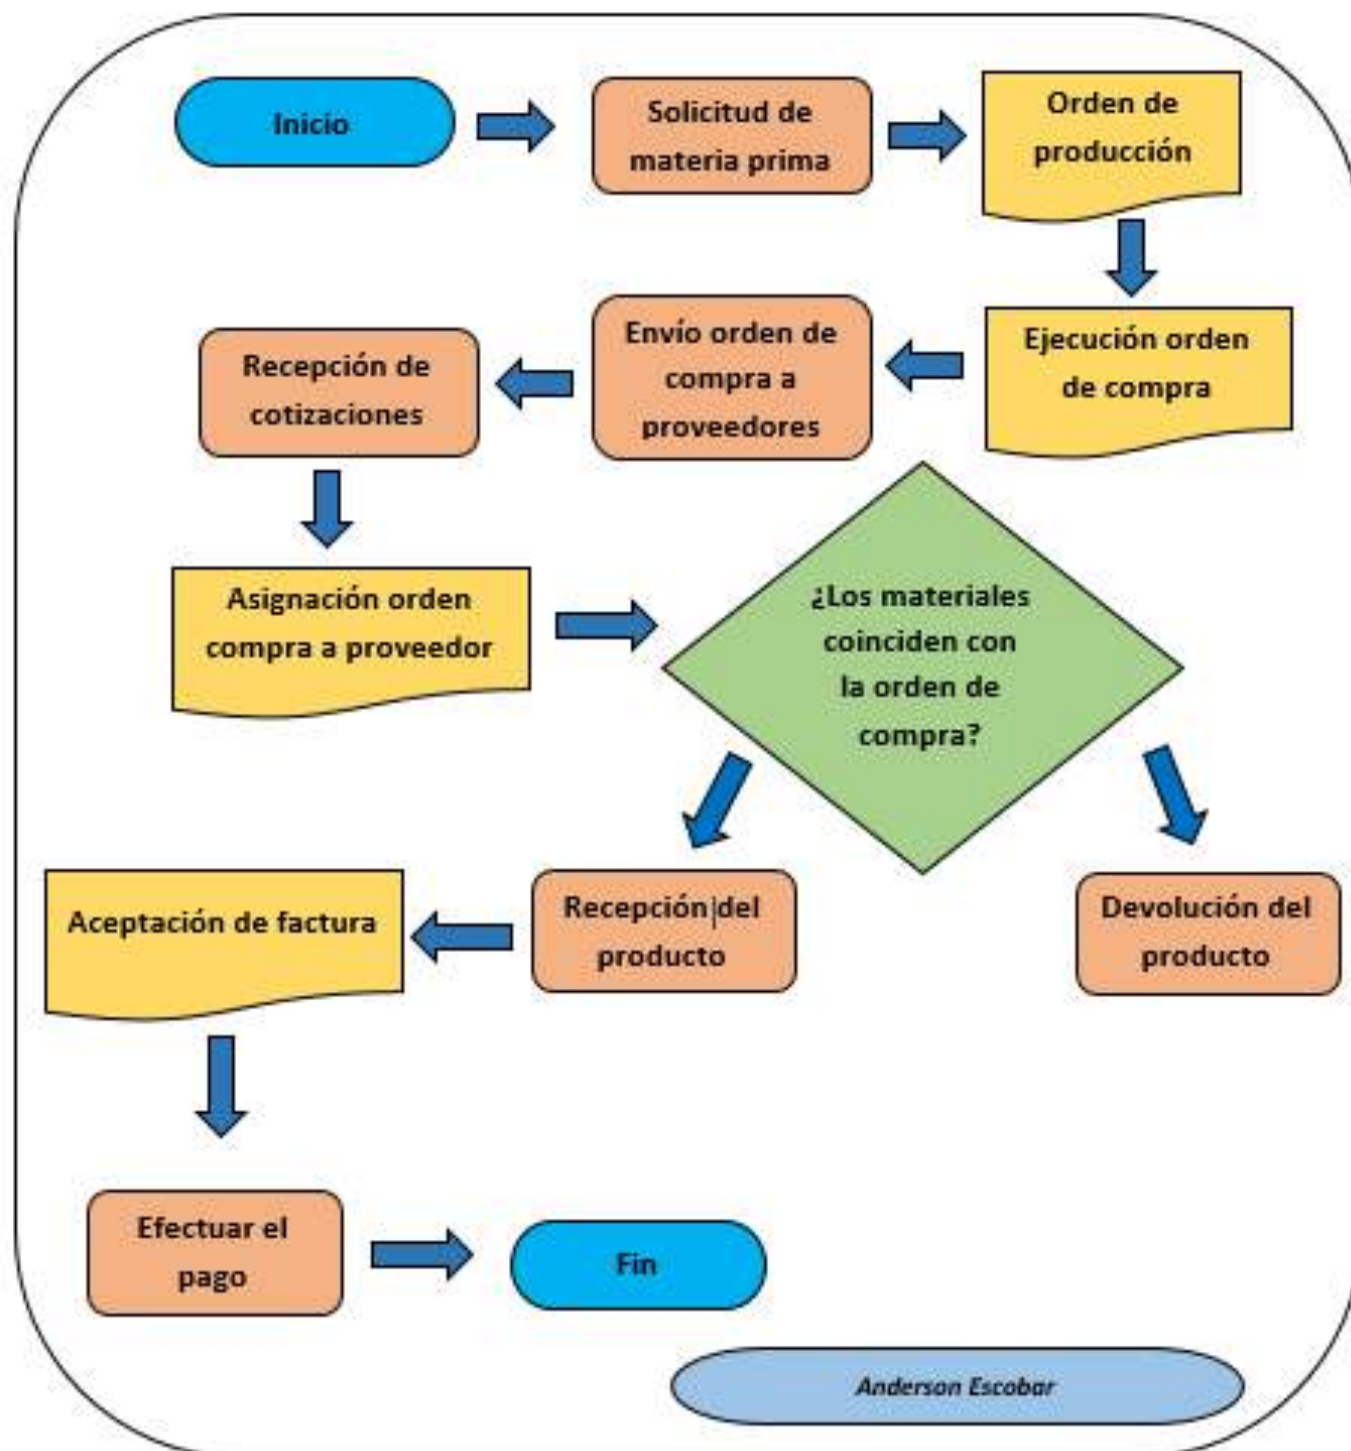 Inicio
Solicitud de
materia prima
Orden de
producción
Ejecución orden
de compra
Envío orden de
compra a
proveedores
Recepción de
cotizaciones
Asignación orden
compra a proveedor
¿Los materiales
coinciden con
la orden de
compra?
Recepción|del
producto
Devolución del
producto
Aceptación de factura
Efectuar el
pago
Fin
Anderson Escobar